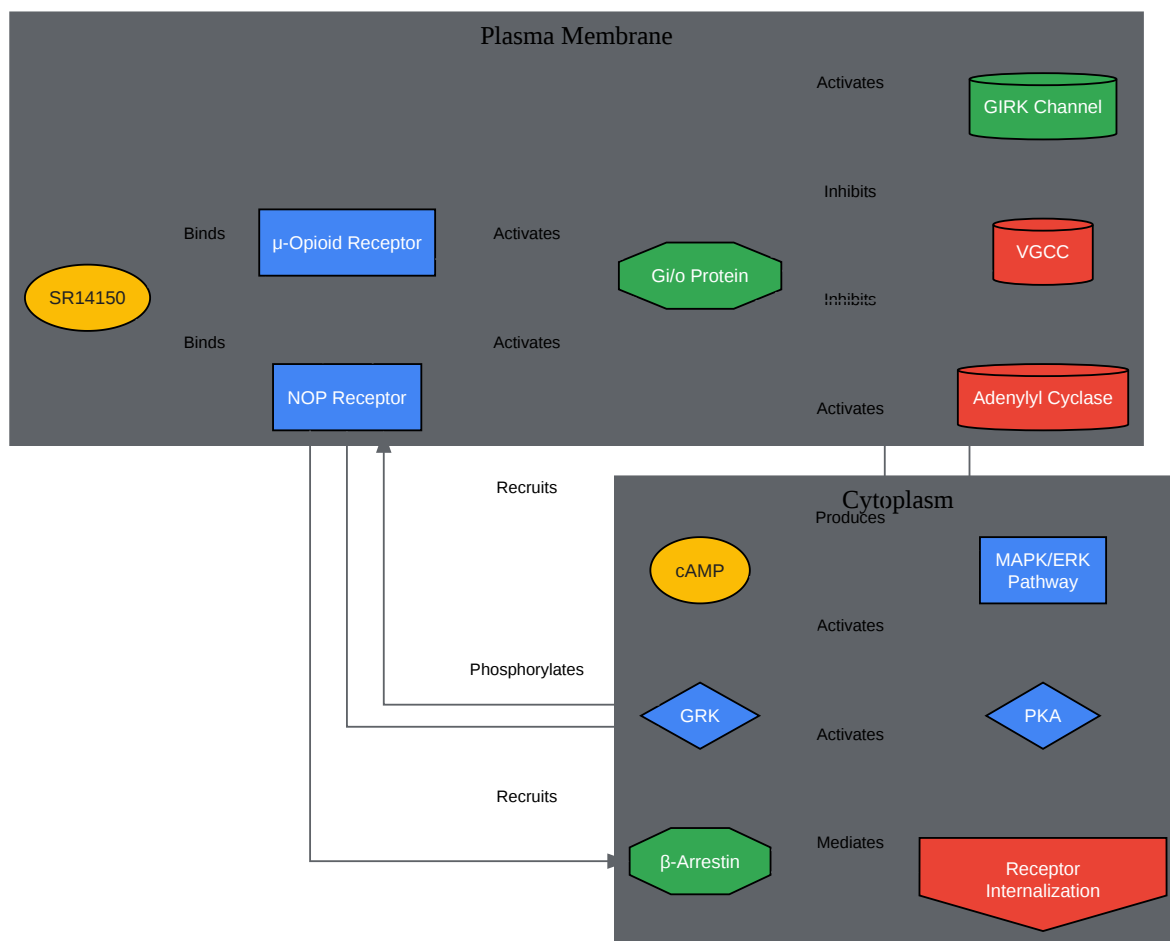 Plasma Membrane
Activates
GIRK Channel
Inhibits
Binds
μ-Opioid Receptor
Activates
VGCC
Gi/o Protein
SR14150
Inhibits
Binds
Activates
NOP Receptor
Adenylyl Cyclase
Activates
Recruits
Cytoplasm
Produces
cAMP
MAPK/ERK
Pathway
Activates
Phosphorylates
GRK
PKA
Activates
Recruits
Mediates
β-Arrestin
Receptor
Internalization